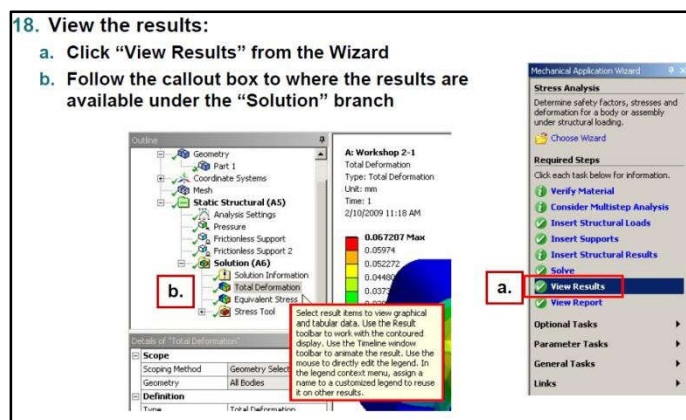 18. View the results:
a. Click “View Results” from the Wizard
b. Follow the callout box to where the results are
available under the “Solution” branch
Outline
Geometry
Part 1
Coordinate Systems
Mesh
Static Structural (A5)
Analysis Settings
Pressure
Frictionless Support
Frictionless Support 2
Solution (A6)
Solution Information
Total Deformation
Equivalent Stress
Stress Tool
b.
Details of "Total Deformation"
Scope
Scoping Method Geometry Select
Geometry All Bodies
Definition
Type Total Deformation
A: Workshop 2-1
Total Deformation
Type: Total Deformation
Unit: mm
Time: 1
2/10/2009 11:18 AM
0.067207 Max
0.05974
0.052272
0.0448
0.0373
Select result items to view graphical
and tabular data. Use the Result
toolbar to work with the contoured
display. Use the Timeline window
toolbar to animate the result. Use the
mouse to directly edit the legend. In
the legend context menu, assign a
name to a customized legend to reuse
it on other results.
Mechanical Application Wizard
Stress Analysis
Determine safety factors, stresses and
deformation for a body or assembly
under structural loading.
Choose Wizard
Required Steps
Click each task below for information.
Verify Material
Consider Multistep Analysis
Insert Structural Loads
Insert Supports
Insert Structural Results
Solve
a.
View Results
View Report
Optional Tasks
Parameter Tasks
General Tasks
Links